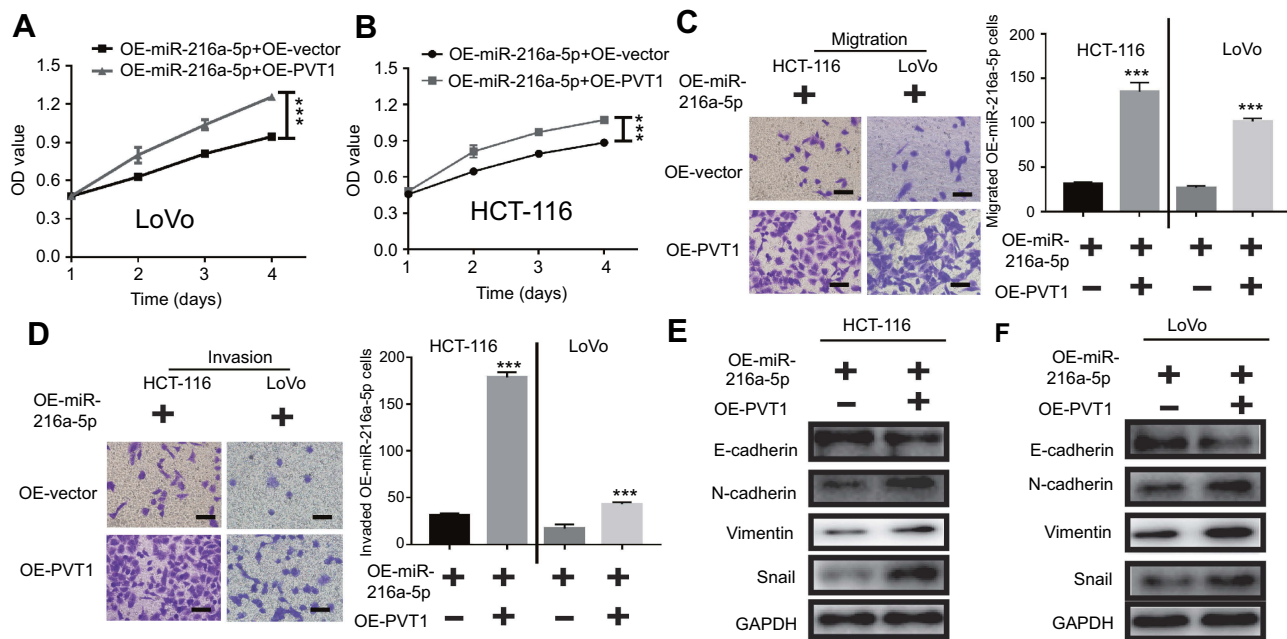 A
OE-miR-216a-5p+OE-vector
OE-miR-216a-5p+OE-PVT1
OD value
1.5
1.2
0.9
0.6
0.3
0.0
***
LoVo
1 2 3 4
Time (days)
B
OE-miR-216a-5p+OE-vector
OE-miR-216a-5p+OE-PVT1
OD value
1.5
1.2
0.9
0.6
0.3
0.0
***
HCT-116
1 2 3 4
Time (days)
C
Migtration
HCT-116 LoVo
OE-miR-
216a-5p
+ +
OE-vector
OE-PVT1
Migrated OE-miR-216a-5p cells
200
150
100
50
0
HCT-116 LoVo
*** ***
OE-miR-
216a-5p
+ + + +
OE-PVT1 − + − +
D
Invasion
HCT-116 LoVo
OE-miR-
216a-5p
+ +
OE-vector
OE-PVT1
Invaded OE-miR-216a-5p cells
200
150
100
50
0
HCT-116 LoVo
*** ***
OE-miR-
216a-5p
+ + + +
OE-PVT1 − + − +
E
HCT-116
OE-miR-
216a-5p
+ +
OE-PVT1 − +
E-cadherin
N-cadherin
Vimentin
Snail
GAPDH
F
LoVo
OE-miR-
216a-5p
+ +
OE-PVT1 − +
E-cadherin
N-cadherin
Vimentin
Snail
GAPDH